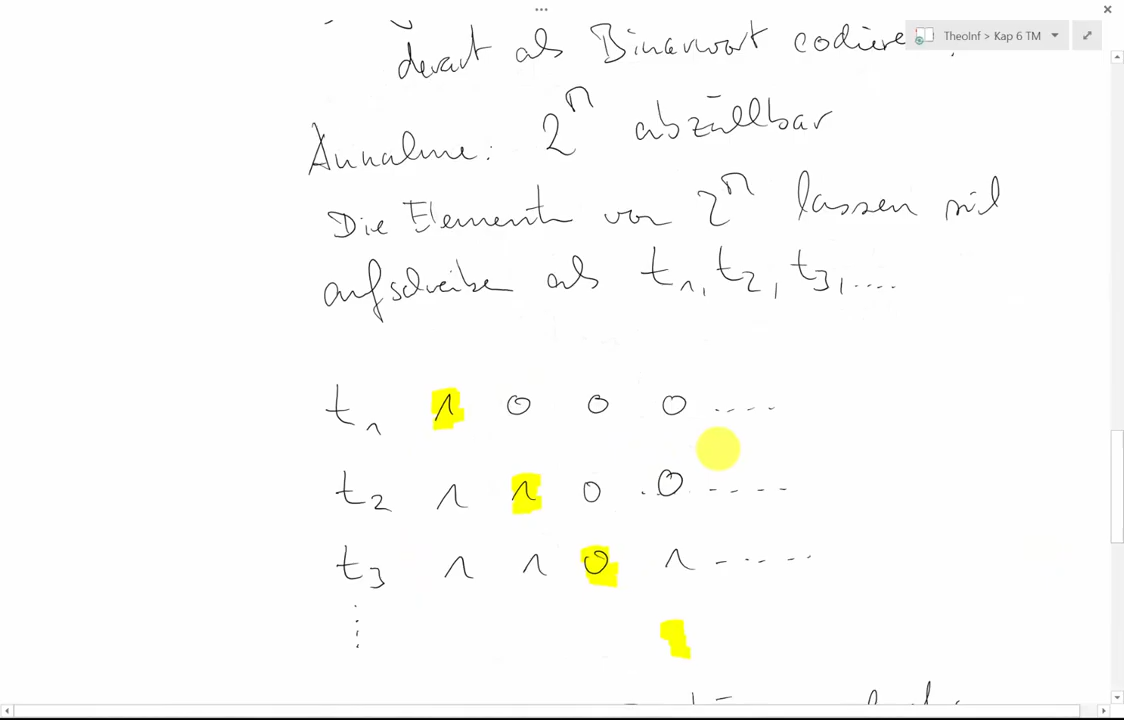 TheoInf > Kap 6 TM
derart als Binärwort codieren
Annahme: 2^ℕ abzählbar
Die Elemente von 2^ℕ lassen sich
aufschreiben als t1, t2, t3, ....
t1 1 0 0 0 ....
t2 1 1 0 0 .....
t3 1 1 0 1 .....